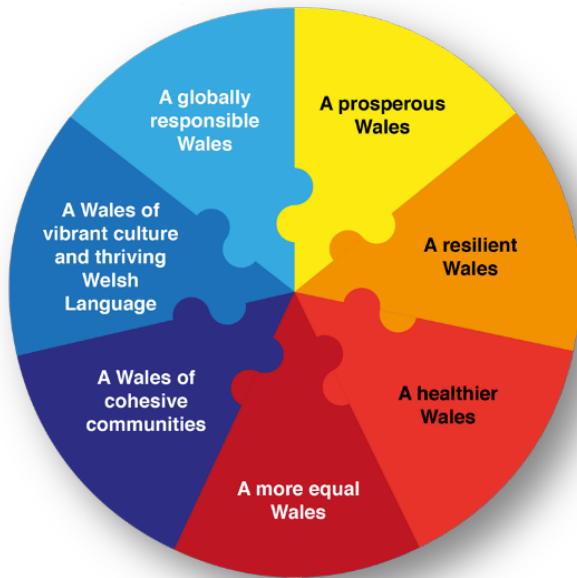 A prosperous
Wales
A resilient
Wales
A healthier
Wales
A more equal
Wales
A Wales of
cohesive
communities
A Wales of
vibrant culture
and thriving
Welsh
Language
A globally
responsible
Wales